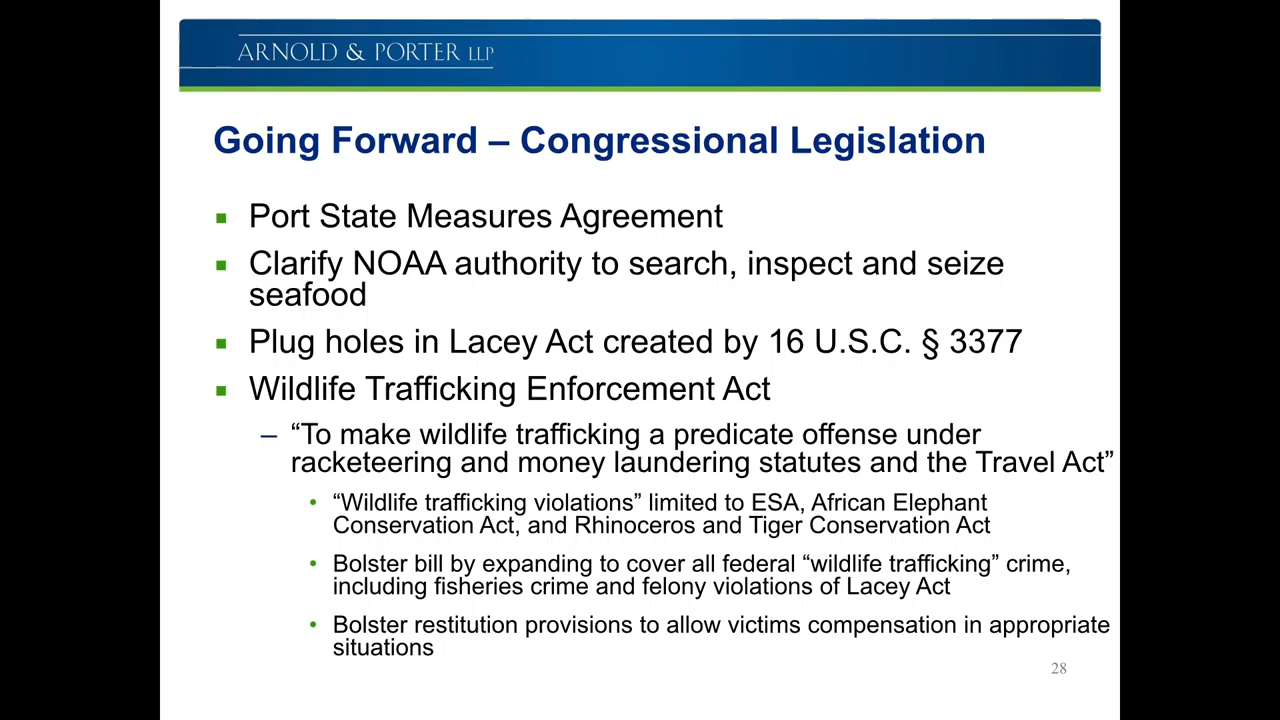 ARNOLD & PORTER LLP
Going Forward – Congressional Legislation
▪ Port State Measures Agreement
▪ Clarify NOAA authority to search, inspect and seize
seafood
▪ Plug holes in Lacey Act created by 16 U.S.C. § 3377
▪ Wildlife Trafficking Enforcement Act
– “To make wildlife trafficking a predicate offense under
racketeering and money laundering statutes and the Travel Act”
• “Wildlife trafficking violations” limited to ESA, African Elephant
Conservation Act, and Rhinoceros and Tiger Conservation Act
• Bolster bill by expanding to cover all federal “wildlife trafficking” crime,
including fisheries crime and felony violations of Lacey Act
• Bolster restitution provisions to allow victims compensation in appropriate
situations
28